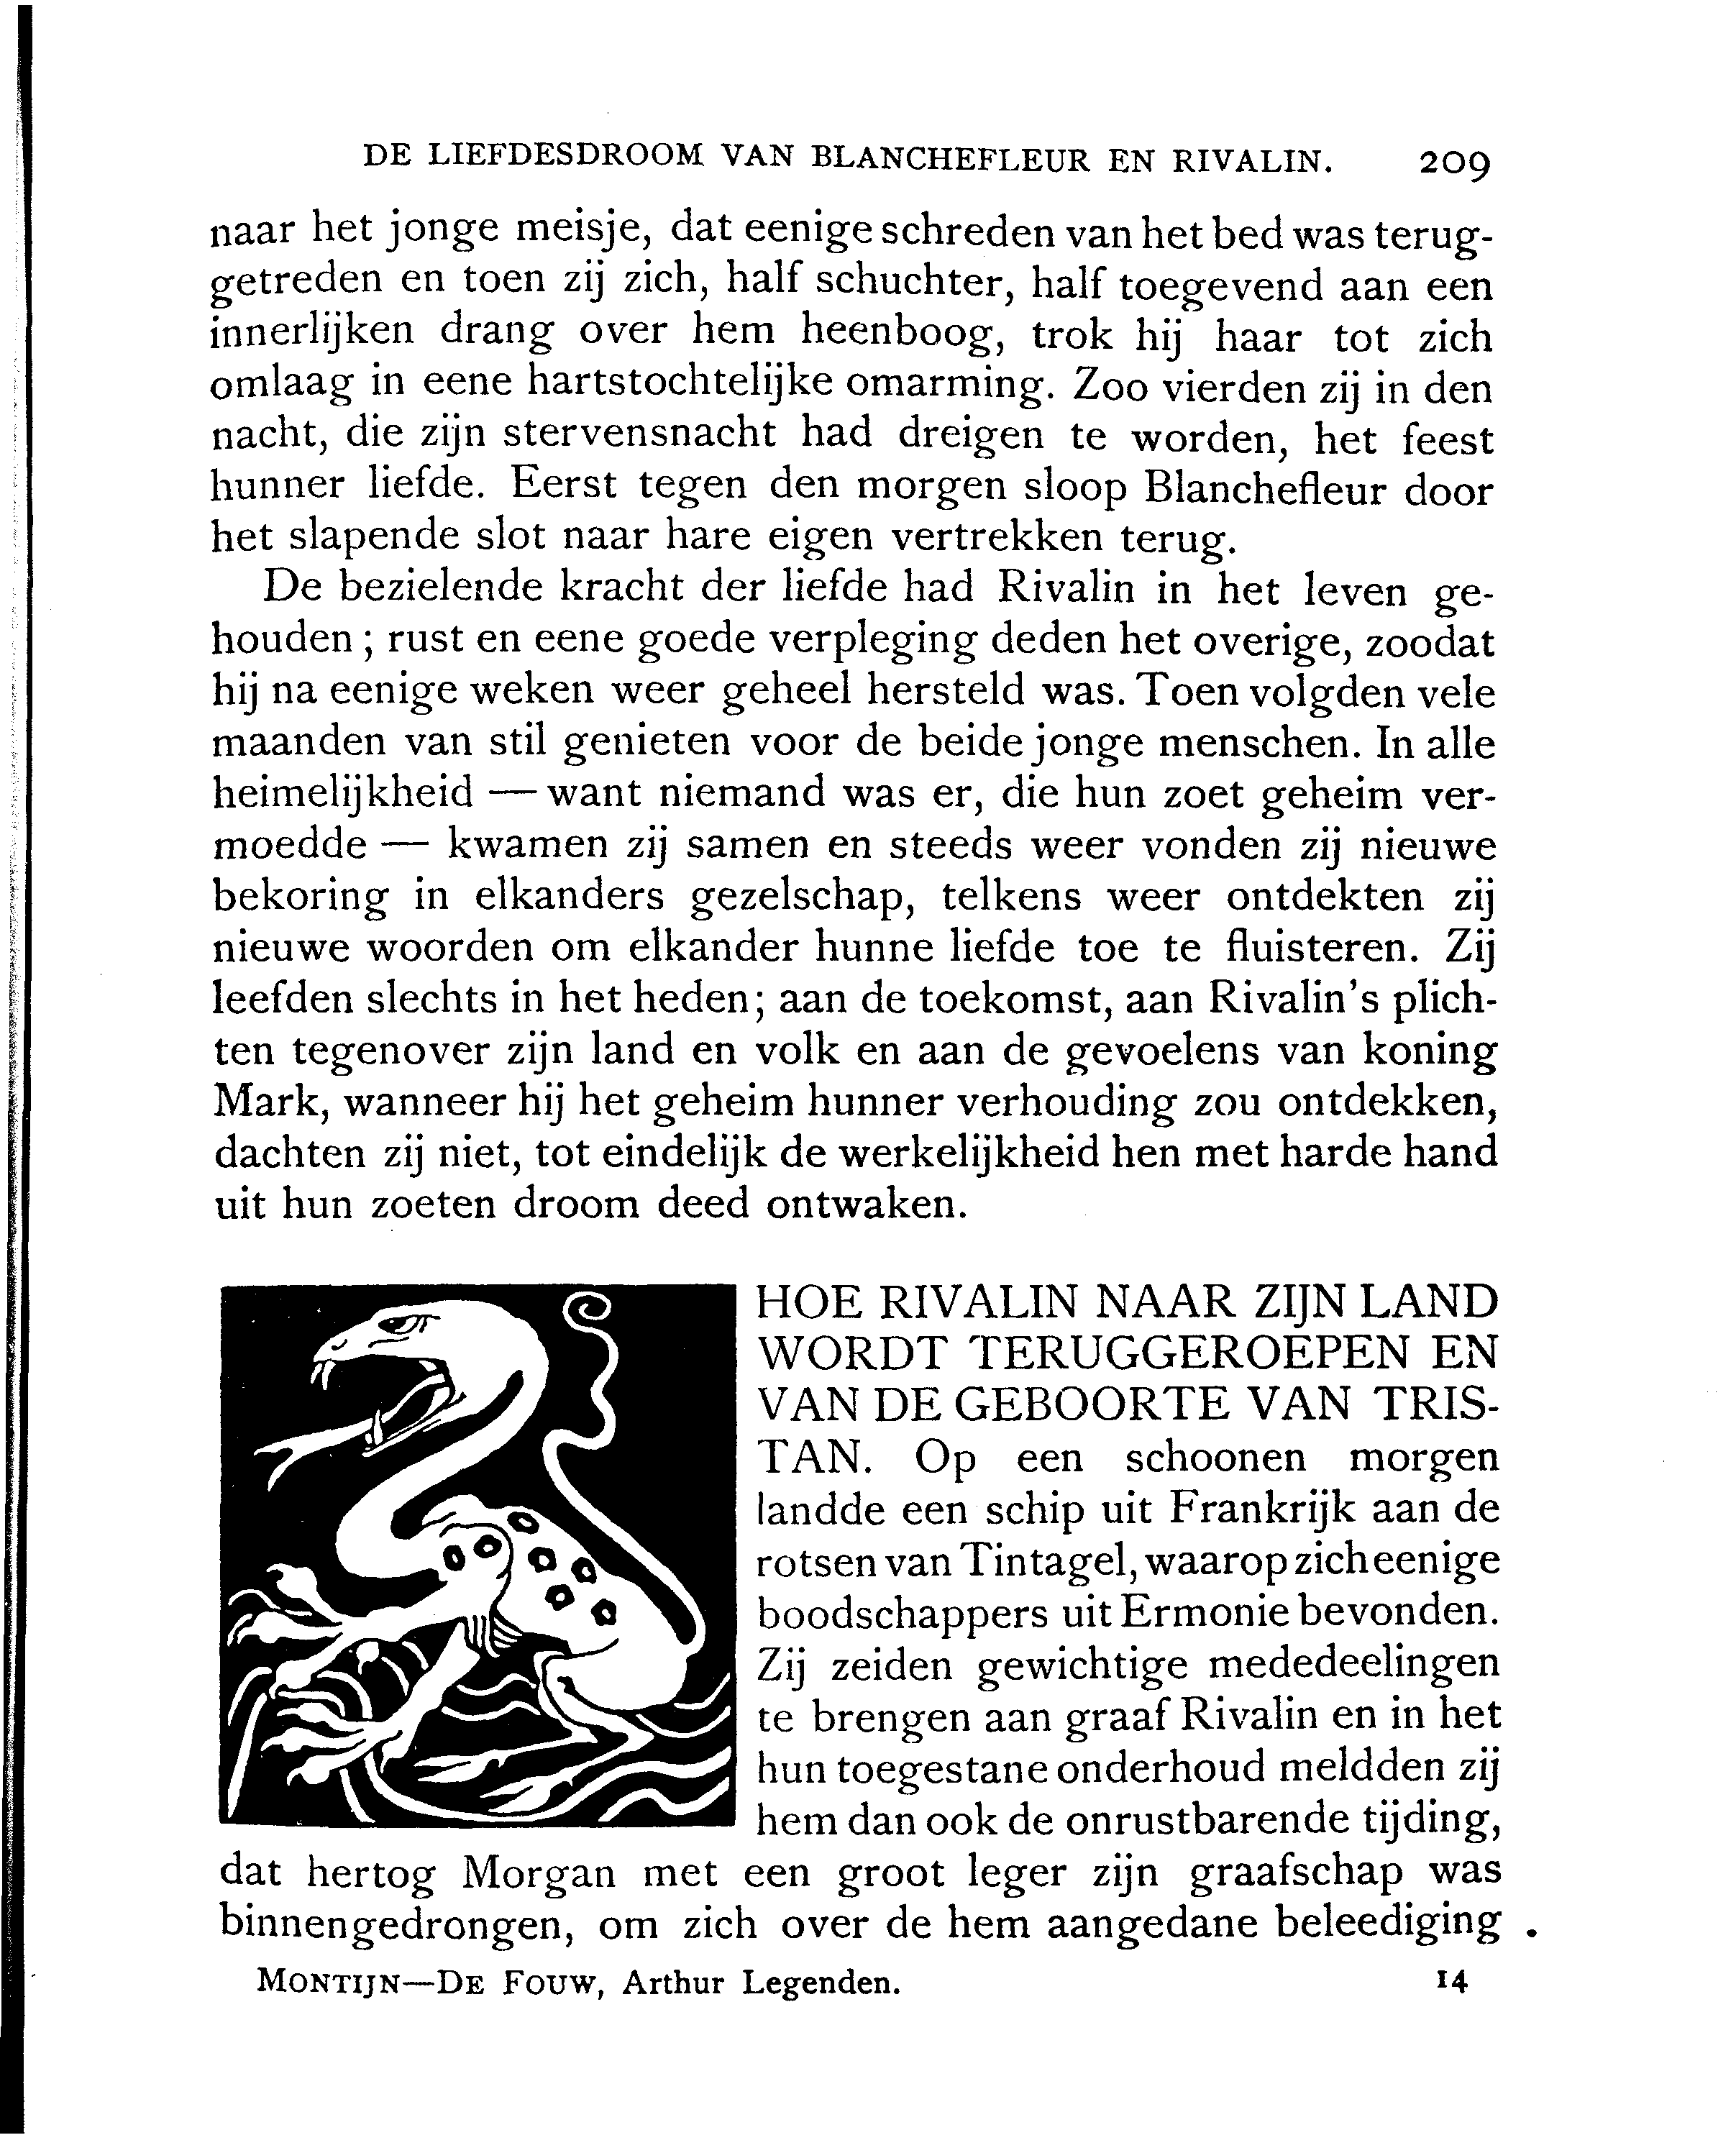 DE LIEFDESDROOM VAN BLANCHEFLEUR EN RIVALIN. 209
naar het jonge meisje, dat eenige schreden van het bed was terug-
getreden en toen zij zich, half schuchter, half toegevend aan een
innerlijken drang over hem heenboog, trok hij haar tot zich
omlaag in eene hartstochtelijke omarming. Zoo vierden zij in den
nacht, die zijn stervensnacht had dreigen te worden, het feest
hunner liefde. Eerst tegen den morgen sloop Blanchefleur door
het slapende slot naar hare eigen vertrekken terug.
De bezielende kracht der liefde had Rivalin in het leven ge-
houden; rust en eene goede verpleging deden het overige, zoodat
hij na eenige weken weer geheel hersteld was. Toen volgden vele
maanden van stil genieten voor de beide jonge menschen. In alle
heimelijkheid — want niemand was er, die hun zoet geheim ver-
moedde — kwamen zij samen en steeds weer vonden zij nieuwe
bekoring in elkanders gezelschap, telkens weer ontdekten zij
nieuwe woorden om elkander hunne liefde toe te fluisteren. Zij
leefden slechts in het heden; aan de toekomst, aan Rivalin's plich-
ten tegenover zijn land en volk en aan de gevoelens van koning
Mark, wanneer hij het geheim hunner verhouding zou ontdekken,
dachten zij niet, tot eindelijk de werkelijkheid hen met harde hand
uit hun zoeten droom deed ontwaken.
HOE RIVALIN NAAR ZIJN LAND
WORDT TERUGGEROEPEN EN
VAN DE GEBOORTE VAN TRIS-
TAN. Op een schoonen morgen
landde een schip uit Frankrijk aan de
rotsen van Tintagel, waarop zich eenige
boodschappers uit Ermonie bevonden.
Zij zeiden gewichtige mededeelingen
te brengen aan graaf Rivalin en in het
hun toegestane onderhoud meldden zij
hem dan ook de onrustbarende tijding,
dat hertog Morgan met een groot leger zijn graafschap was
binnengedrongen, om zich over de hem aangedane beleediging
MONTIJN—DE FOUW, Arthur Legenden. 14